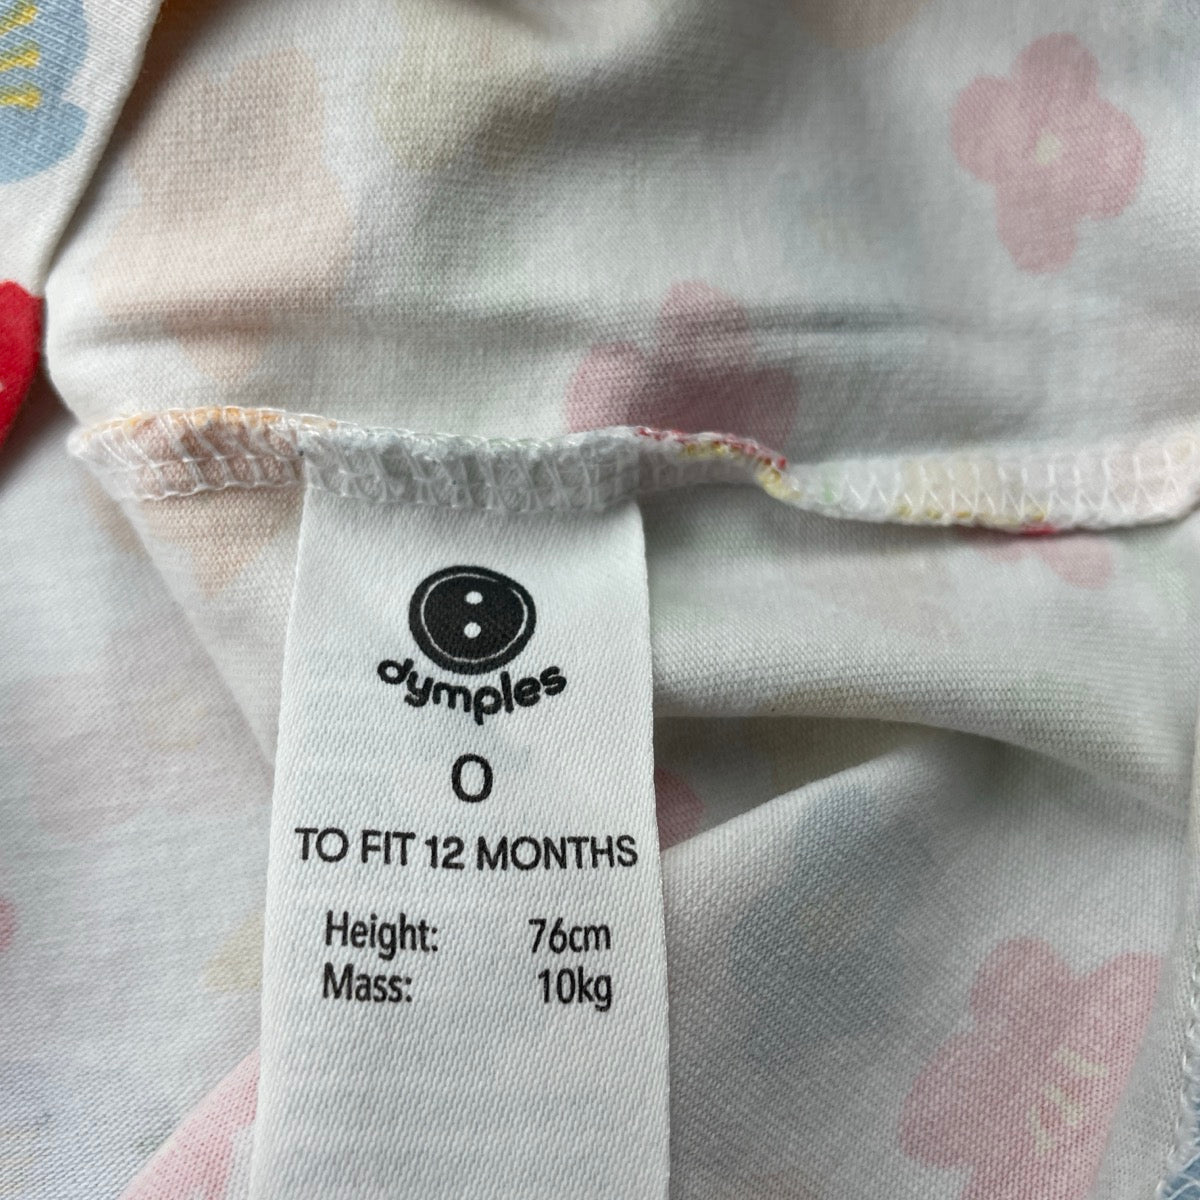 dymples
0
TO FIT 12 MONTHS
Height: 76cm
Mass: 10kg